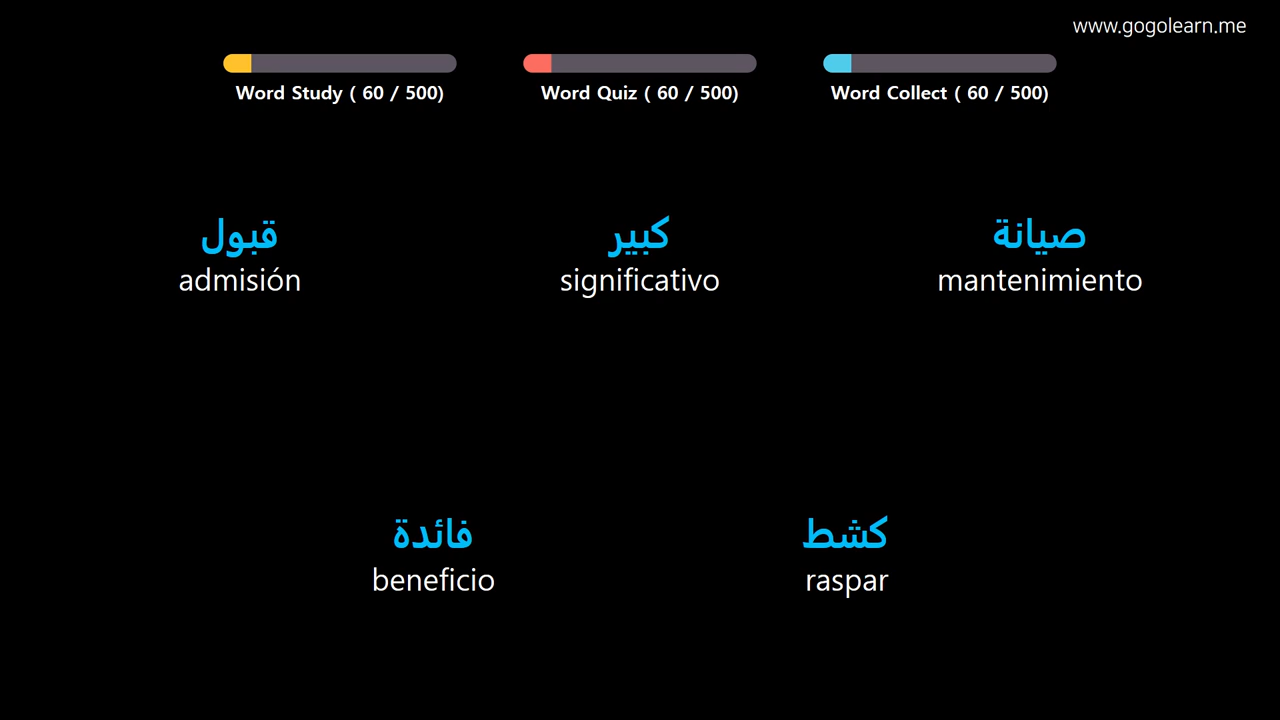 www.gogolearn.me
Word Study ( 60 / 500)
Word Quiz ( 60 / 500)
Word Collect ( 60 / 500)
قبول
admisión
كبير
significativo
صيانة
mantenimiento
فائدة
beneficio
كشط
raspar